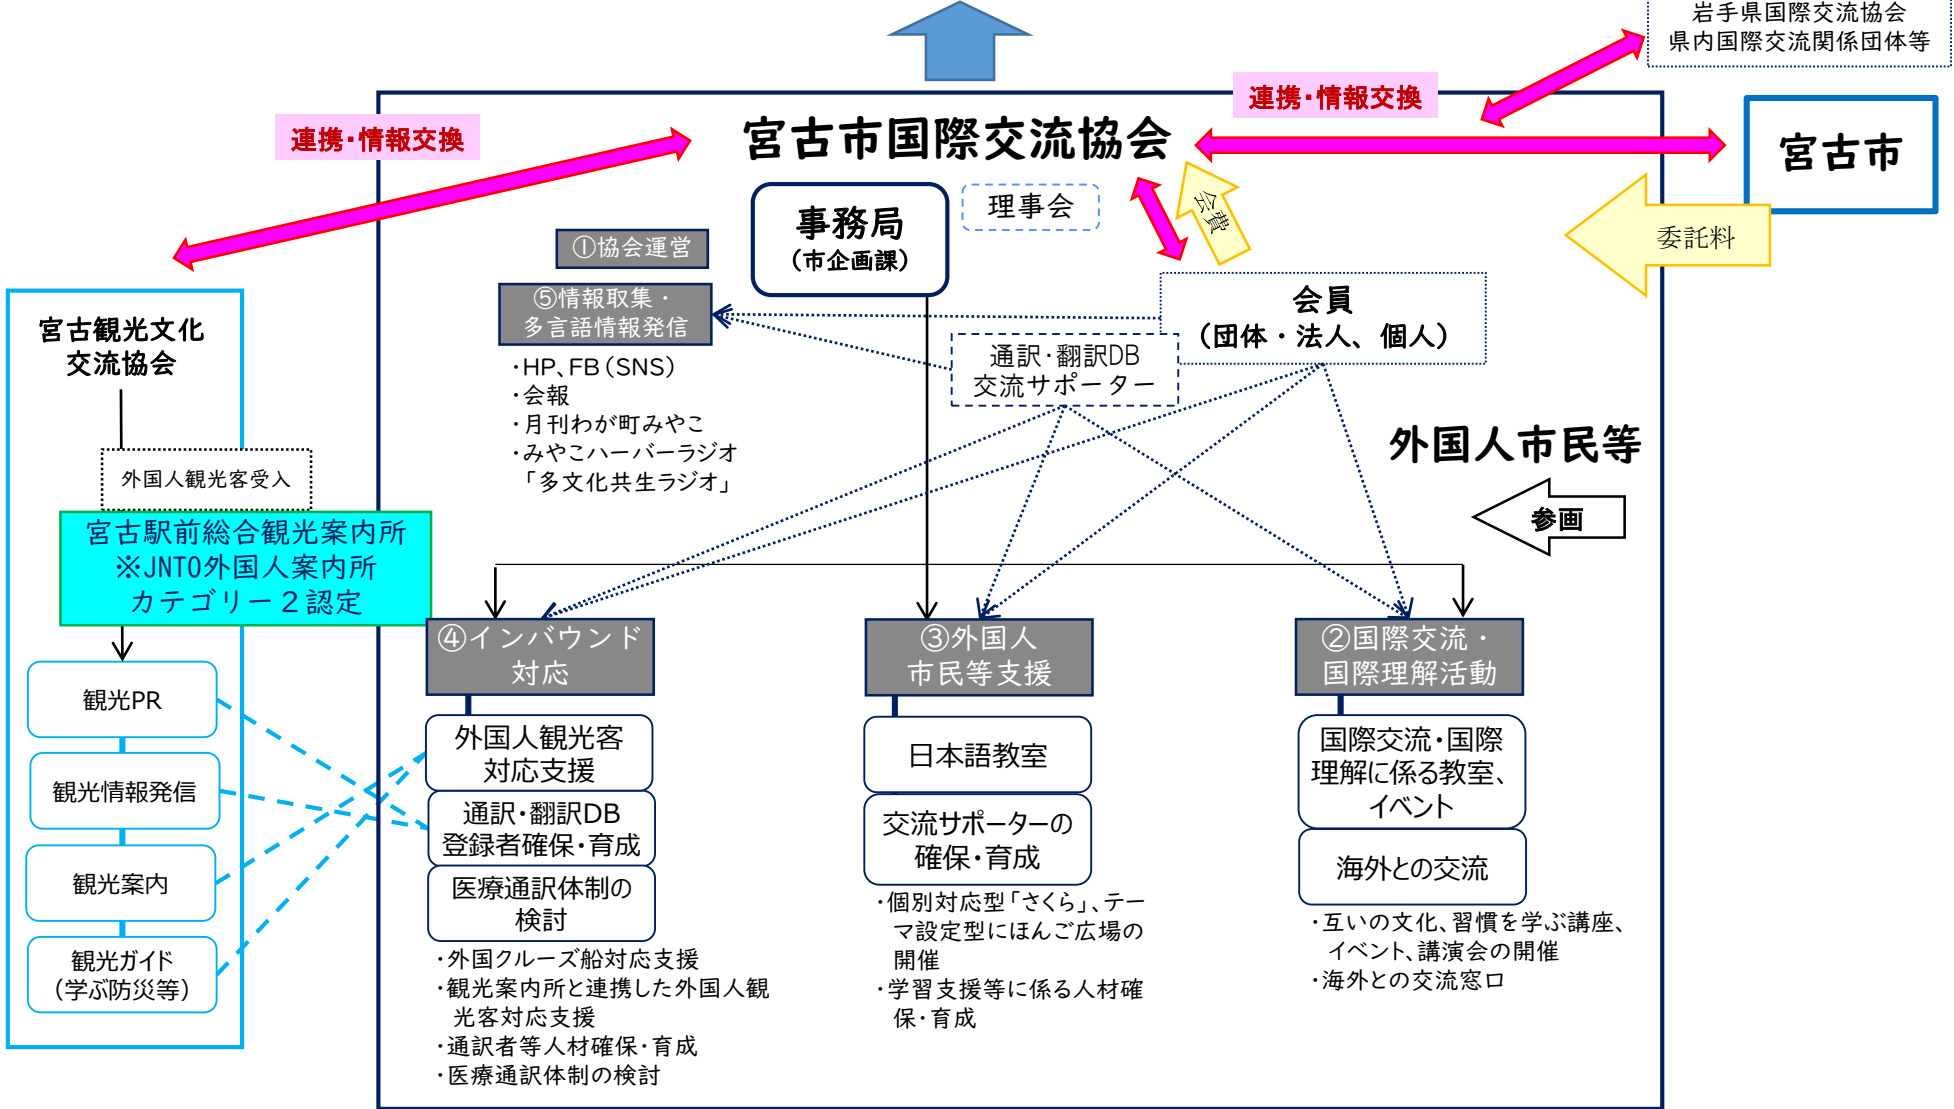 岩手県国際交流協会
県内国際交流関係団体等
連携・情報交換
連携・情報交換
宮古市国際交流協会
宮古市
事務局
（市企画課）
理事会
会費
委託料
①協会運営
⑤情報取集・
多言語情報発信
・HP、FB（SNS）
・会報
・月刊わが町みやこ
・みやこハーバーラジオ
「多文化共生ラジオ」
会員
（団体・法人、個人）
通訳・翻訳DB
交流サポーター
外国人市民等
参画
宮古観光文化
交流協会
外国人観光客受入
宮古駅前総合観光案内所
※JNTO外国人案内所
カテゴリー２認定
観光PR
観光情報発信
観光案内
観光ガイド
（学ぶ防災等）
④インバウンド
対応
外国人観光客
対応支援
通訳・翻訳DB
登録者確保・育成
医療通訳体制の
検討
・外国クルーズ船対応支援
・観光案内所と連携した外国人観
光客対応支援
・通訳者等人材確保・育成
・医療通訳体制の検討
③外国人
市民等支援
日本語教室
交流サポーターの
確保・育成
・個別対応型「さくら」、テー
マ設定型にほんご広場の
開催
・学習支援等に係る人材確
保・育成
②国際交流・
国際理解活動
国際交流・国際
理解に係る教室、
イベント
海外との交流
・互いの文化、習慣を学ぶ講座、
イベント、講演会の開催
・海外との交流窓口